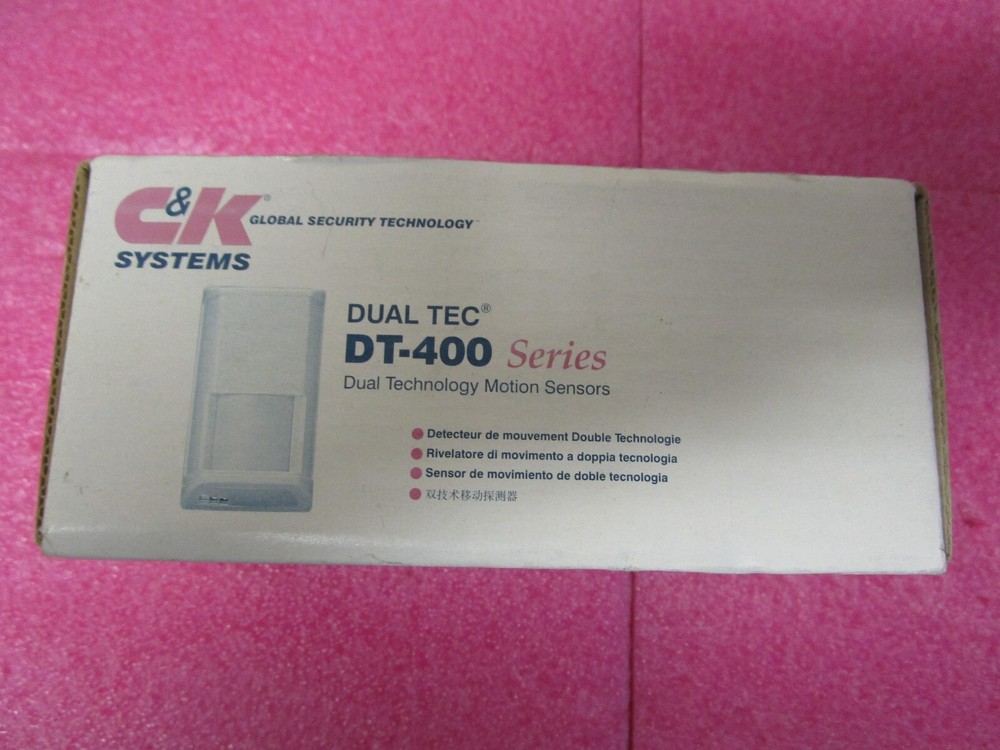 C&K®
GLOBAL SECURITY TECHNOLOGY™
SYSTEMS
DUAL TEC®
DT-400 Series
Dual Technology Motion Sensors
Detecteur de mouvement Double Technologie
Rivelatore di movimento a doppia tecnologia
Sensor de movimiento de doble tecnologia
双技术移动探测器